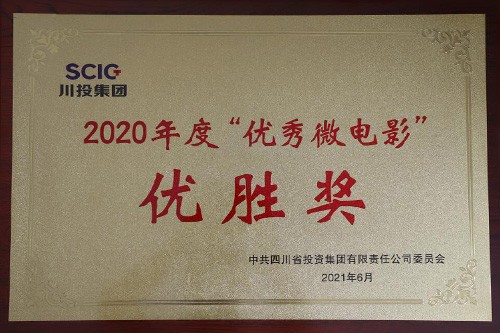 SCIG
川投集团
2020年度“优秀微电影”
优胜奖
中共四川省投资集团有限责任公司委员会
2021年6月